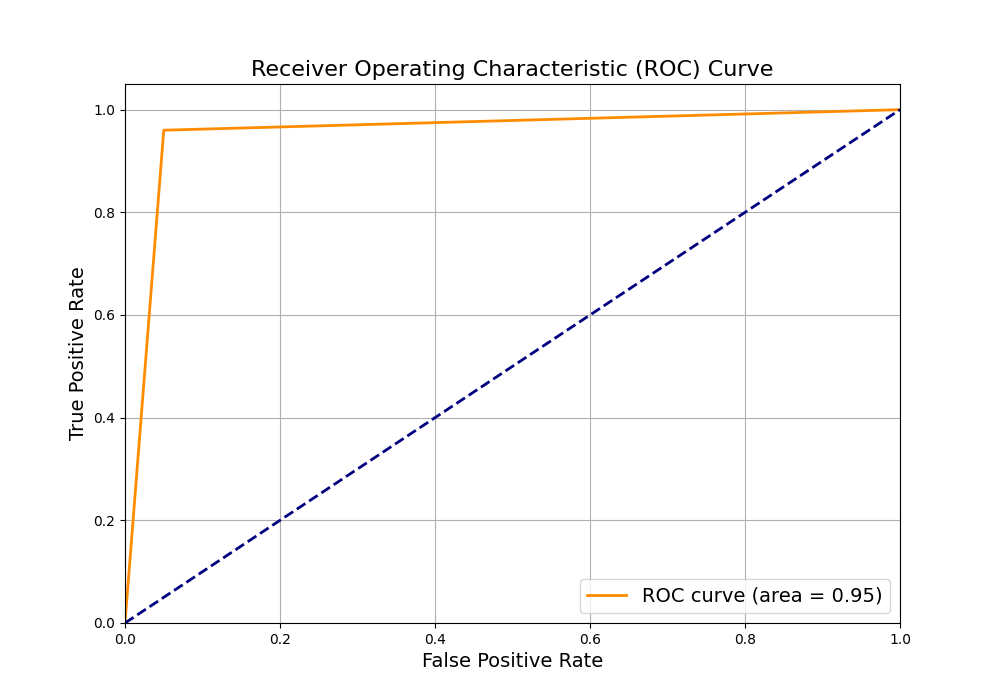 Receiver Operating Characteristic (ROC) Curve
True Positive Rate
1.0
0.8
0.6
0.4
0.2
0.0
0.0 0.2 0.4 0.6 0.8 1.0
False Positive Rate
ROC curve (area = 0.95)